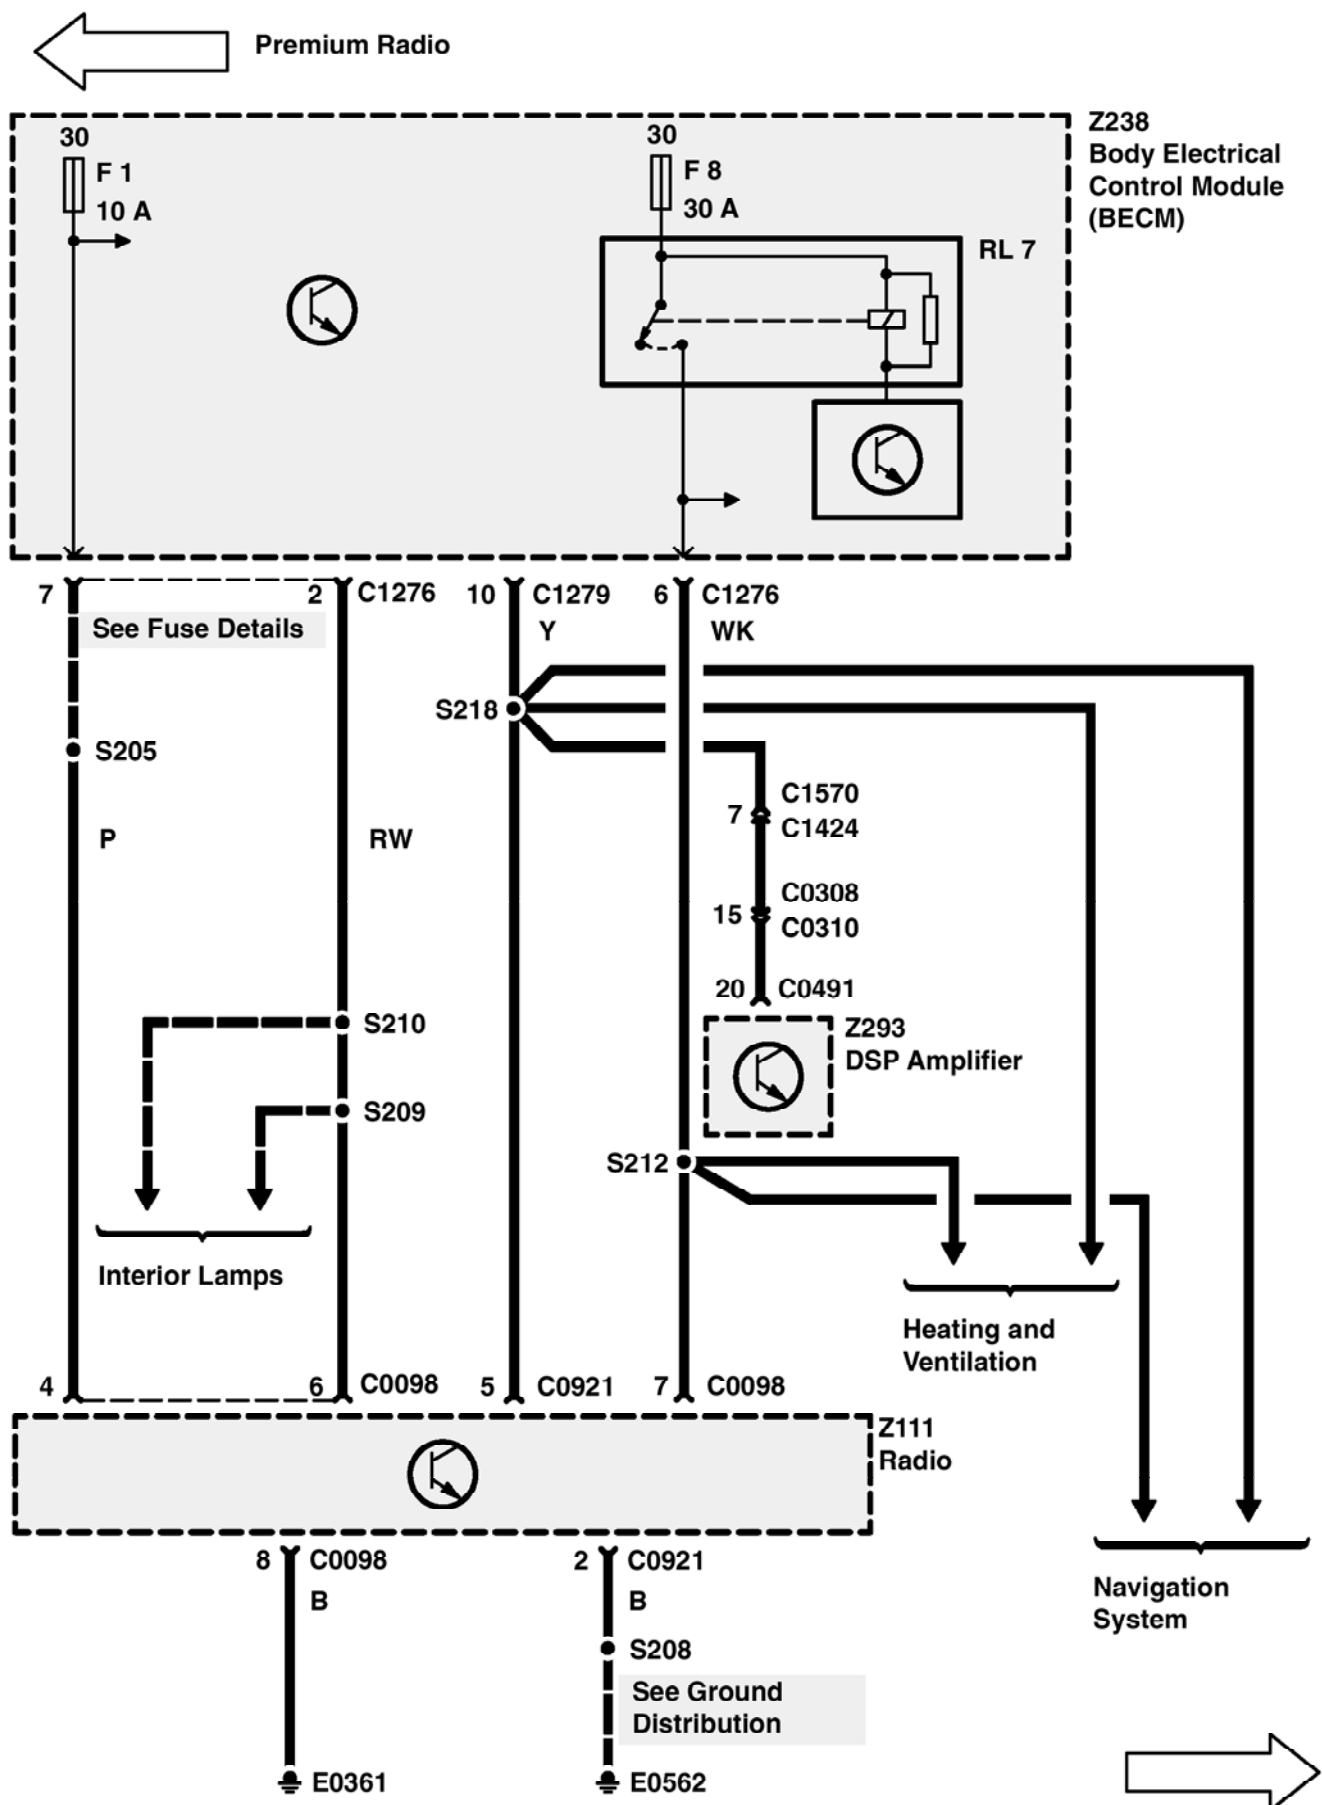 Premium Radio
Z238
Body Electrical
Control Module
(BECM)
30
F 1
10 A
30
F 8
30 A
RL 7
7
2
C1276
10
C1279
6
C1276
See Fuse Details
Y
WK
S218
S205
C1570
7
C1424
P
RW
C0308
15
C0310
20
C0491
S210
Z293
DSP Amplifier
S209
S212
Interior Lamps
Heating and
Ventilation
4
6
C0098
5
C0921
7
C0098
Z111
Radio
8
C0098
2
C0921
B
B
Navigation
System
S208
See Ground
Distribution
E0361
E0562